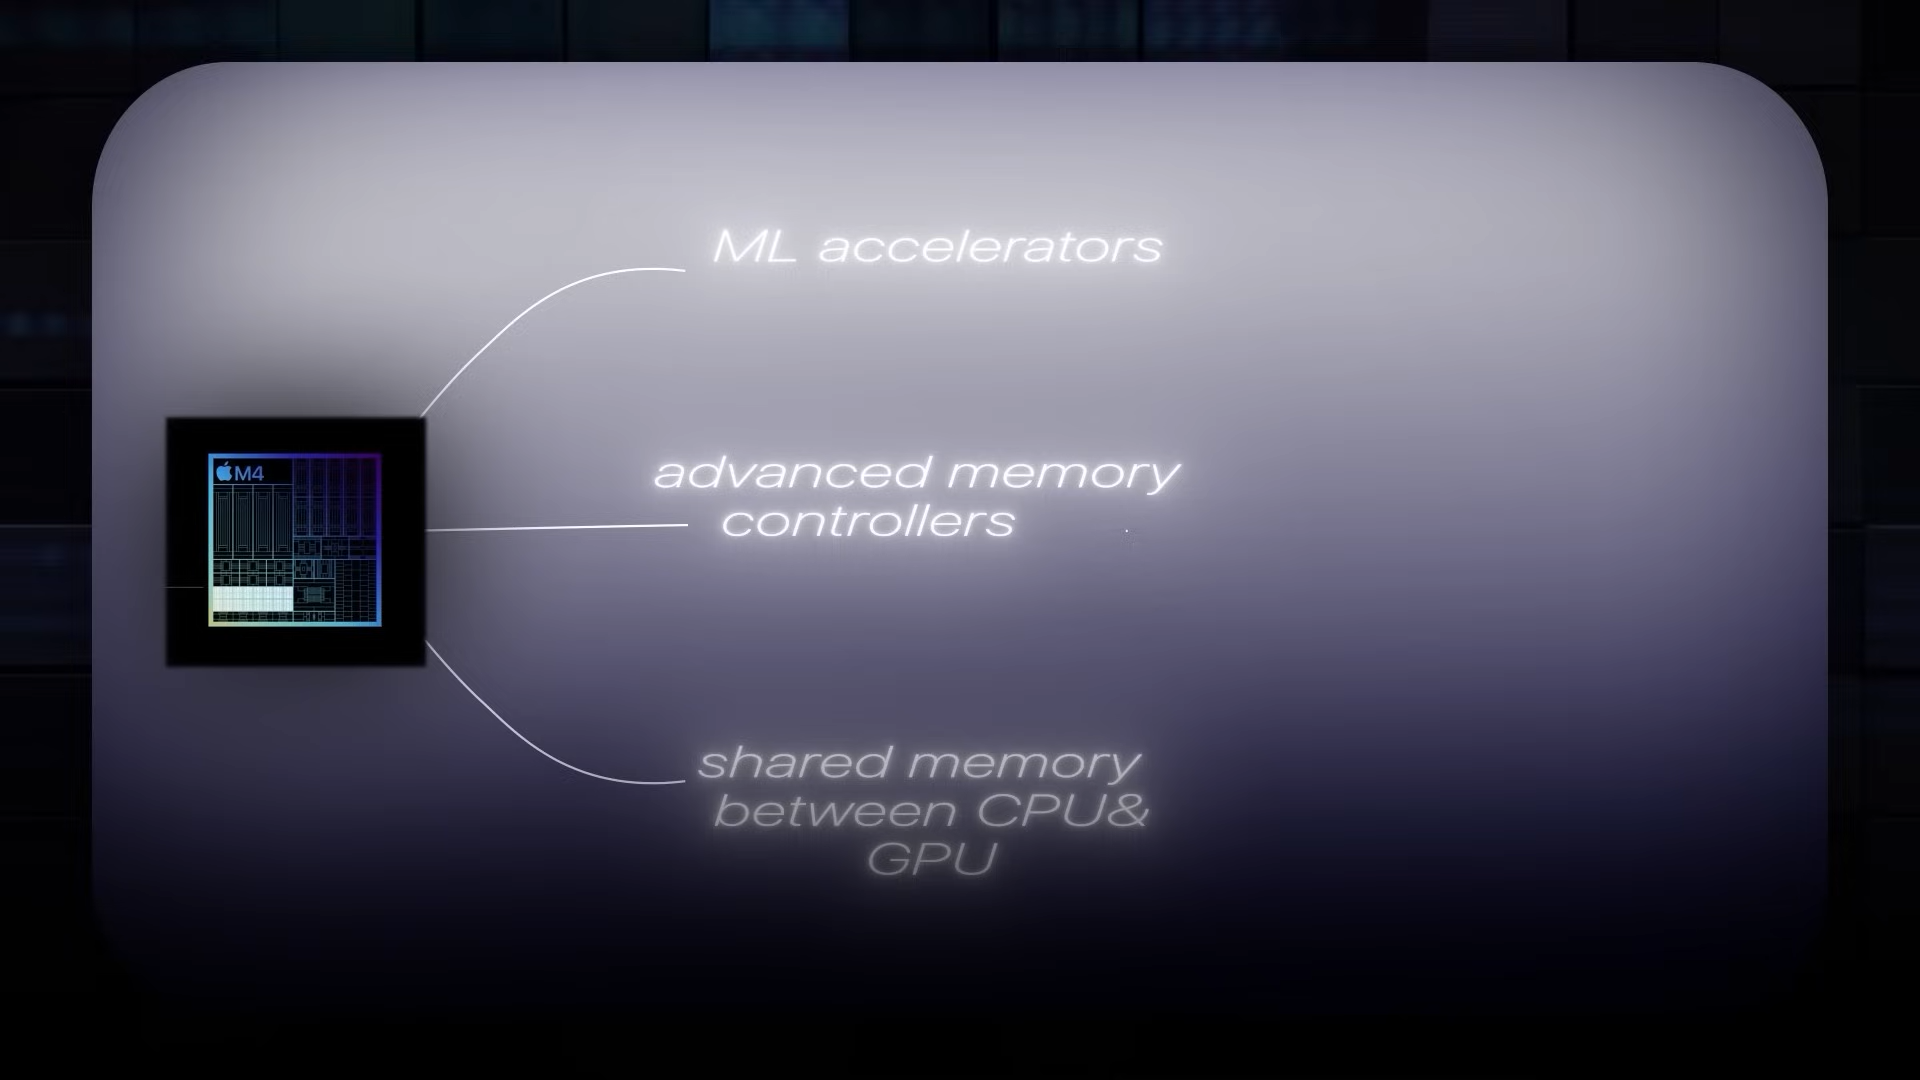 ML accelerators
M4
advanced memory
controllers
shared memory
between CPU&
GPU